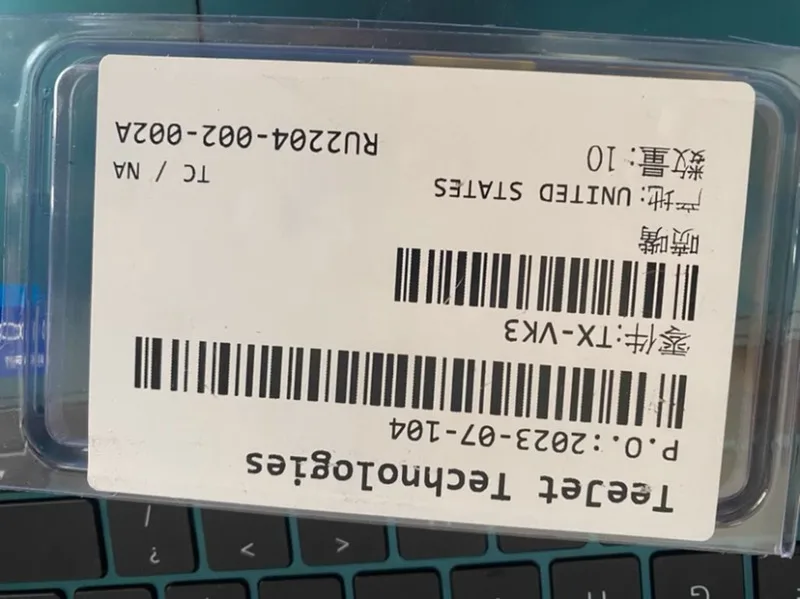 TeeJet Technologies
P.O.:2023-07-104
零件:TX-VK3
喷嘴
产地:UNITED STATES
TC / NA
数量:10
RU2204-002-002A
/
?
<
>
G